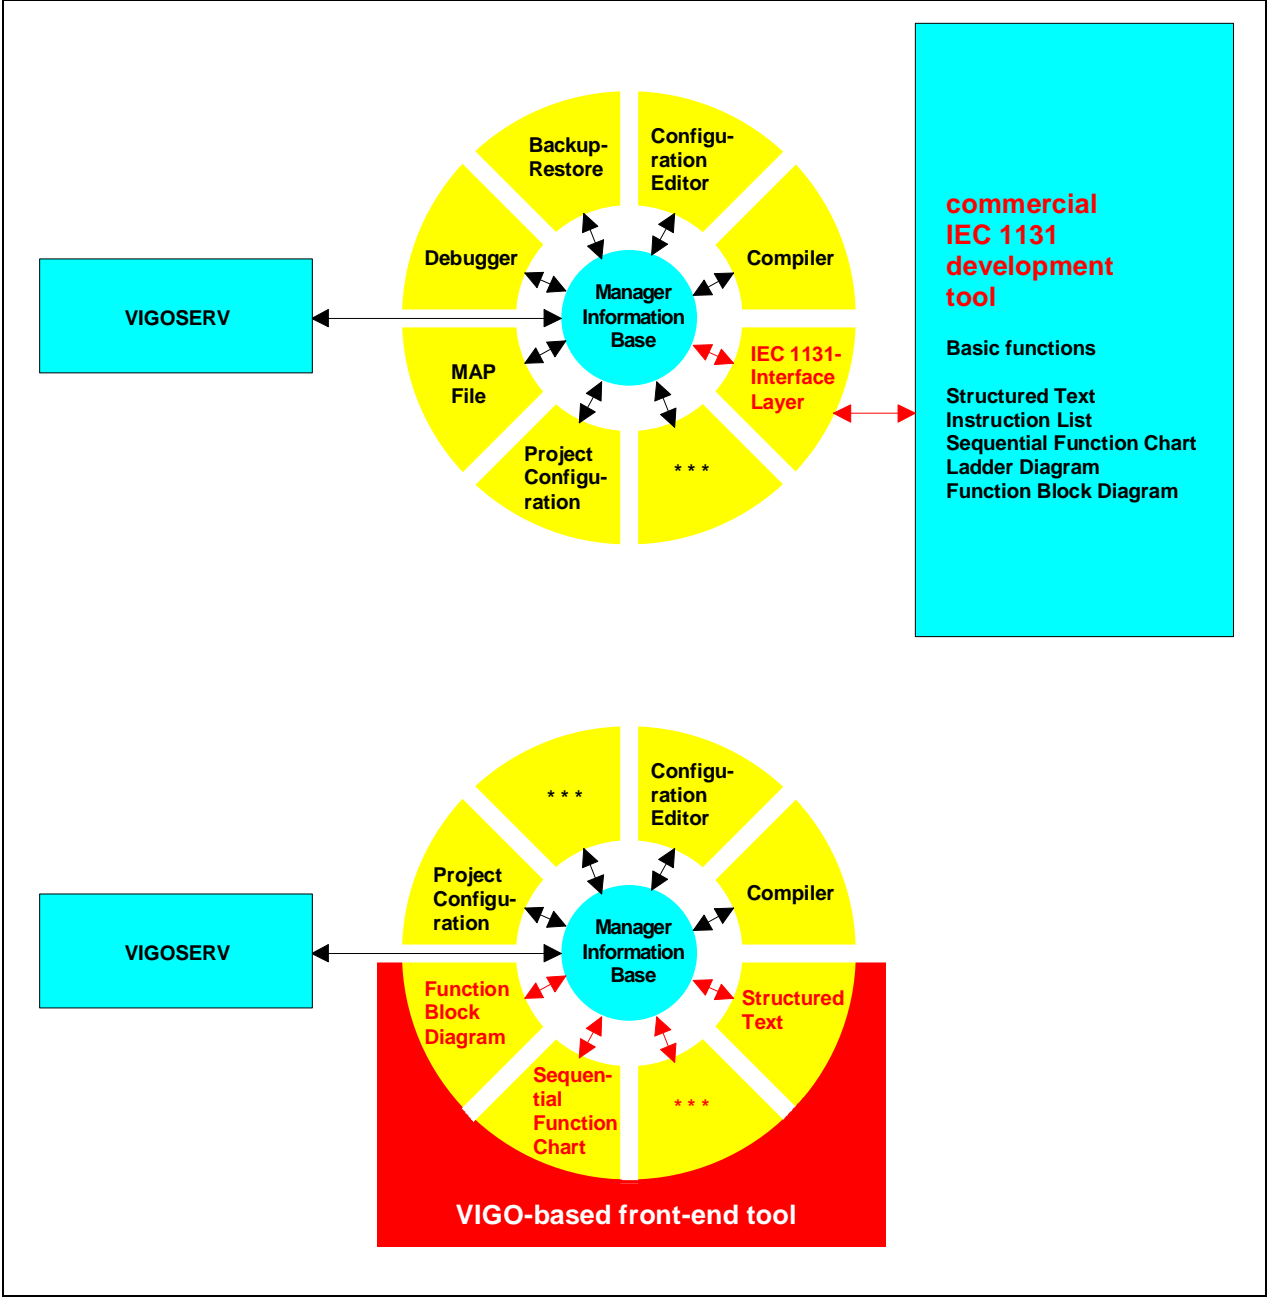 Backup-
Restore
Configu-
ration
Editor
Debugger
Compiler
VIGOSERV
Manager
Information
Base
MAP
File
IEC 1131-
Interface
Layer
Project
Configu-
ration
* * *
commercial
IEC 1131
development
tool
Basic functions
Structured Text
Instruction List
Sequential Function Chart
Ladder Diagram
Function Block Diagram
* * *
Configu-
ration
Editor
Project
Configu-
ration
Compiler
VIGOSERV
Manager
Information
Base
Function
Block
Diagram
Structured
Text
Sequen-
tial
Function
Chart
* * *
VIGO-based front-end tool